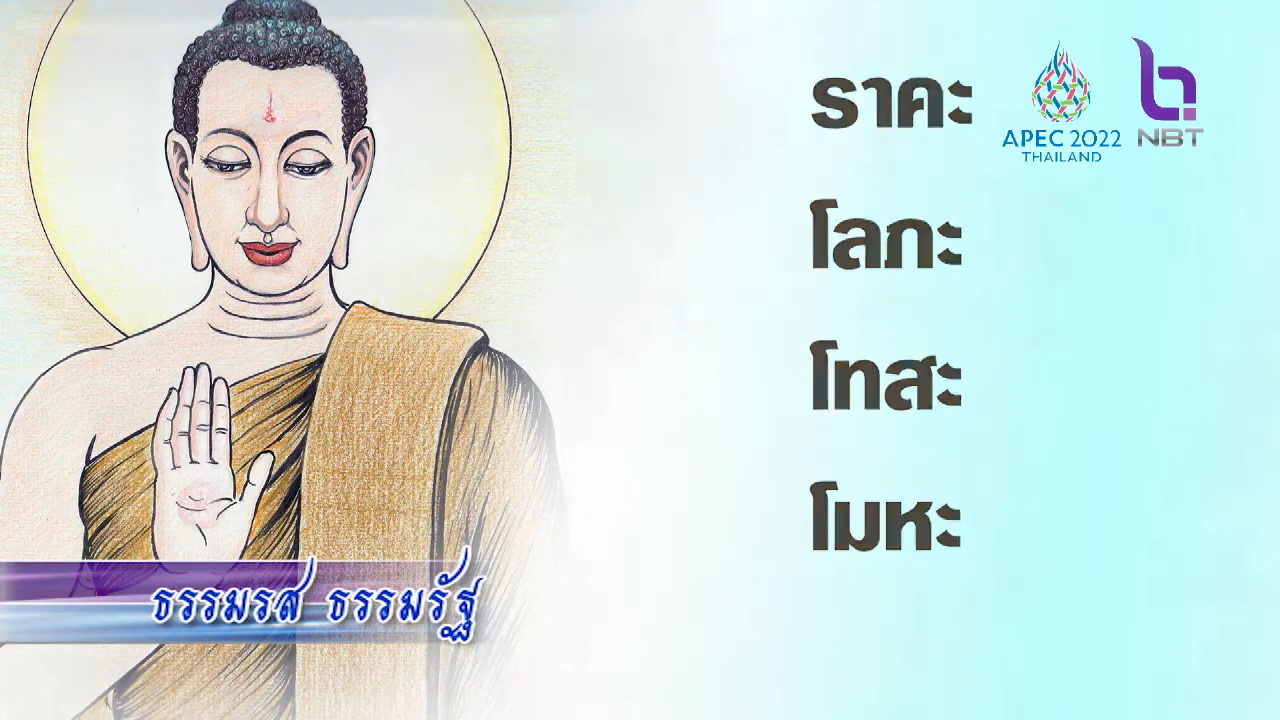 ราคะ
โลภะ
โทสะ
โมหะ
APEC 2022
THAILAND
NBT
ธรรมรส ธรรมรัฐ